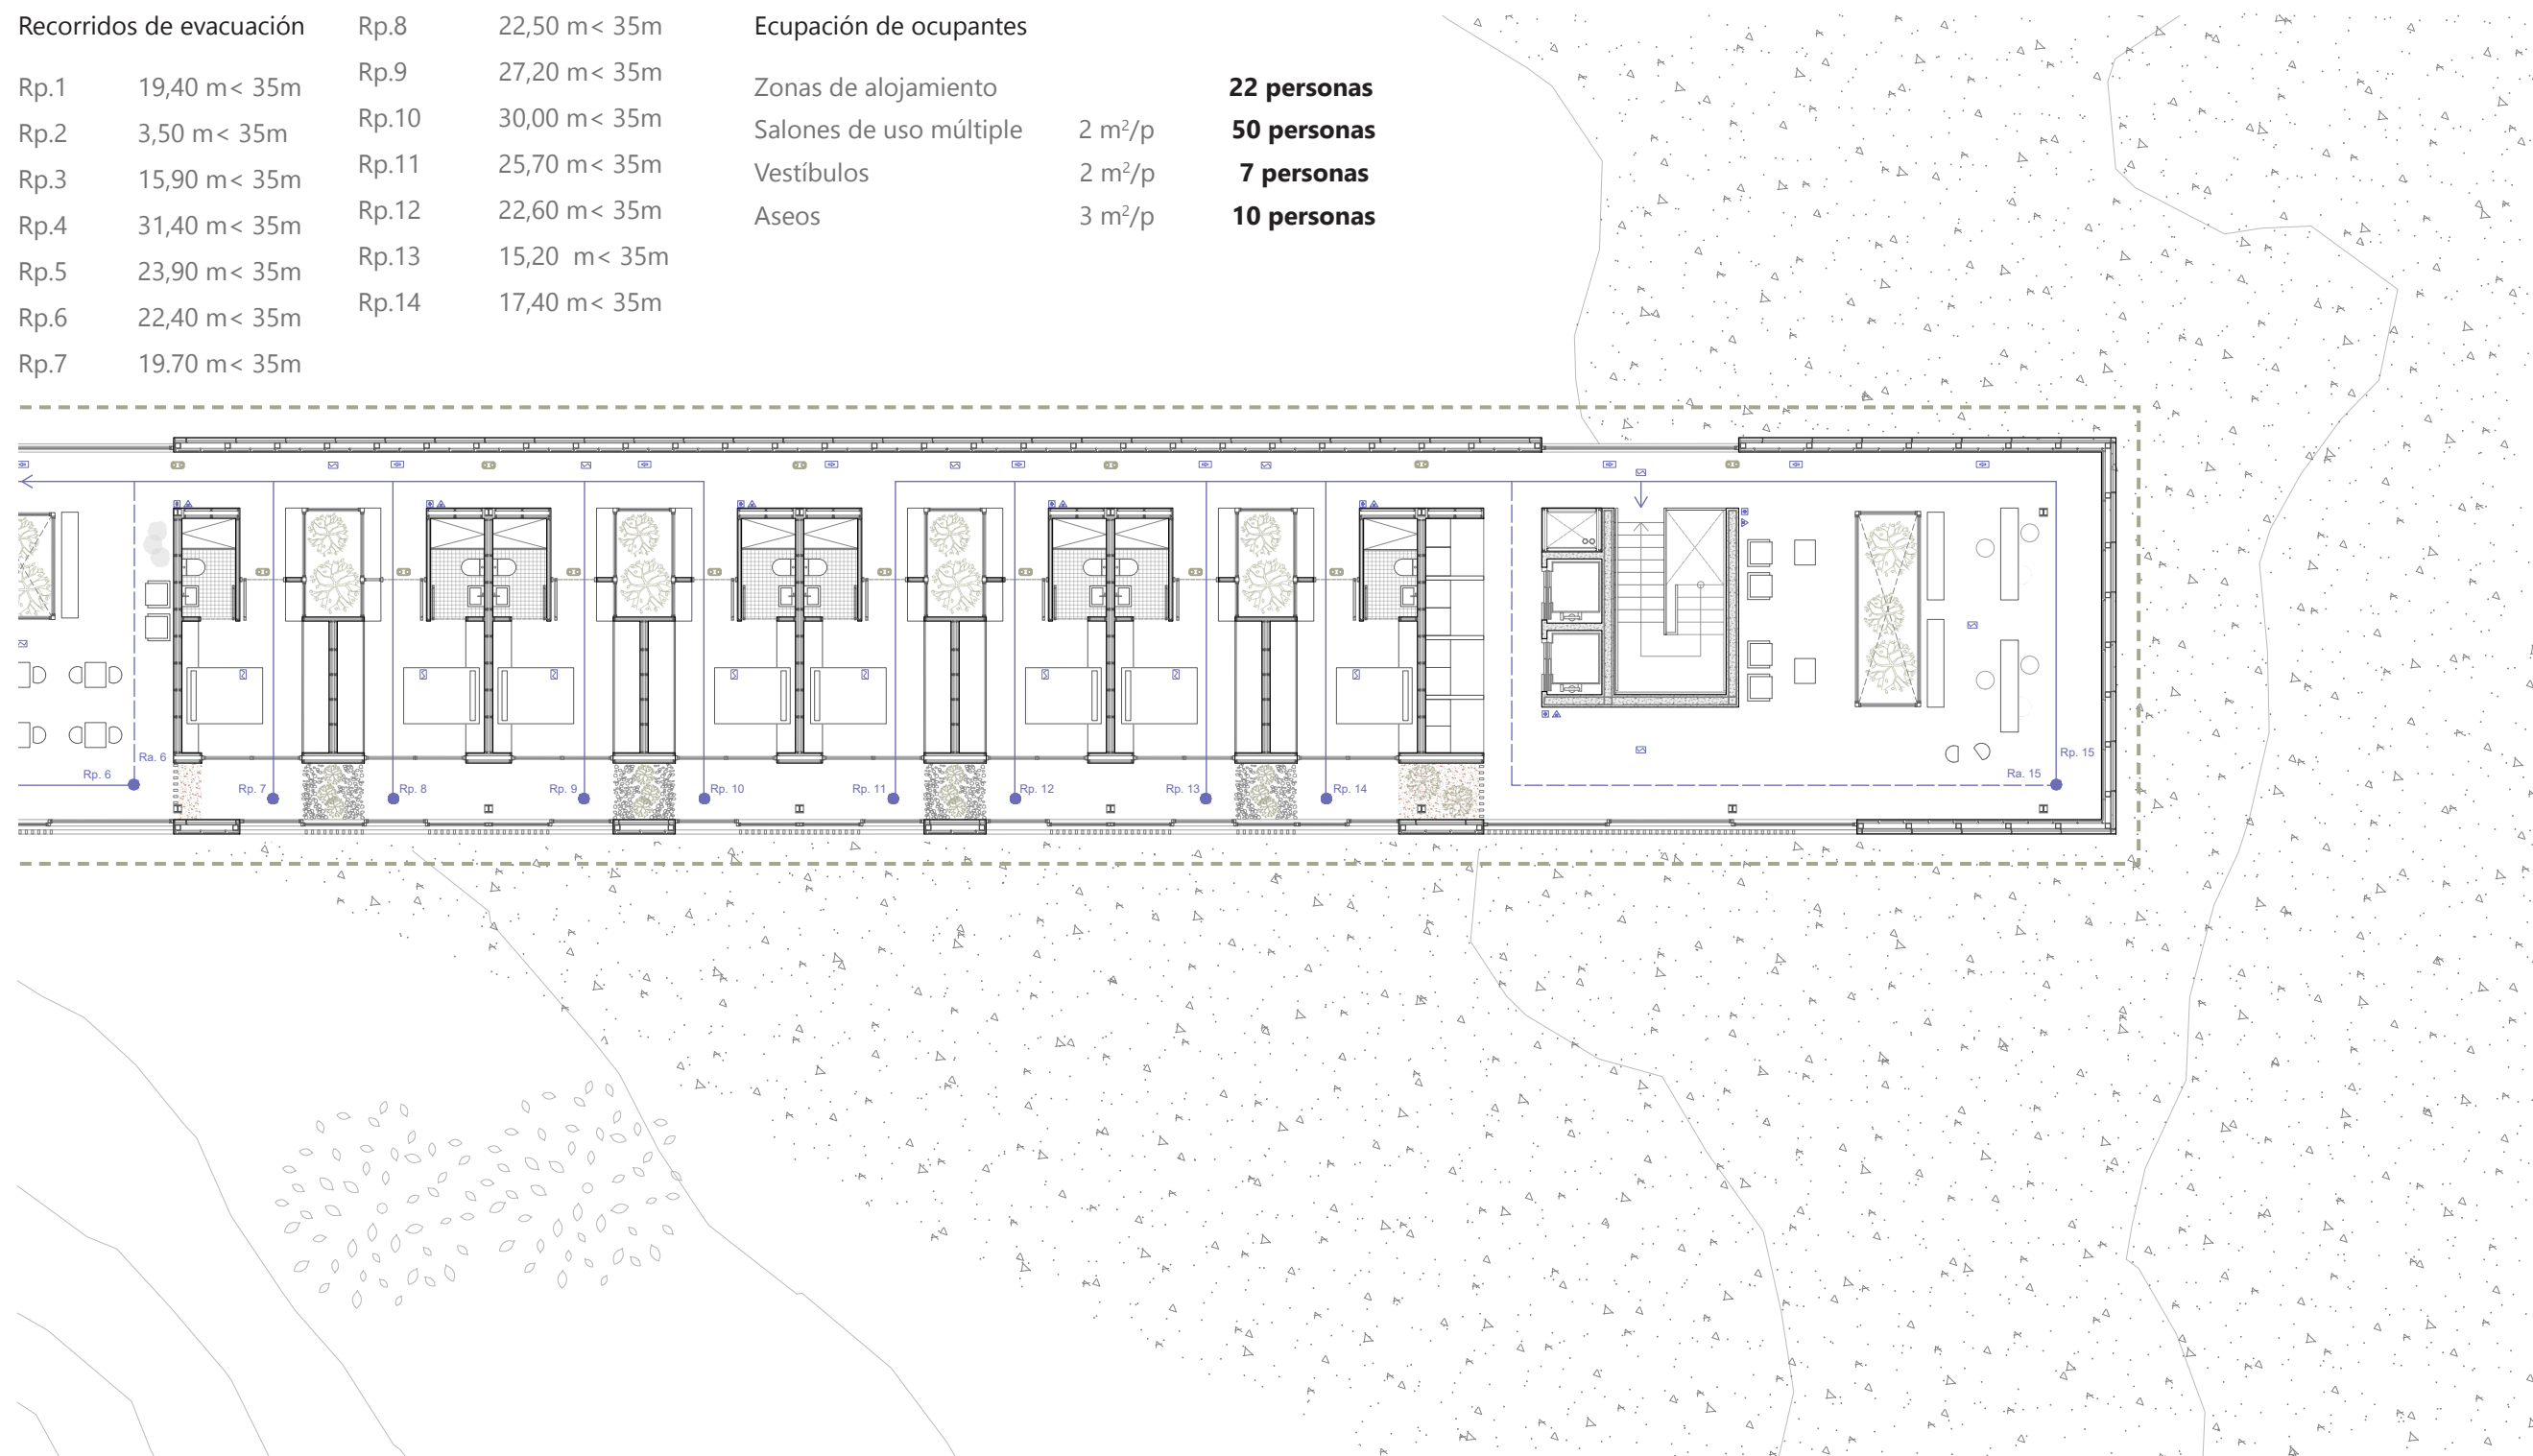 Recorridos de evacuación
Rp.1 19,40 m< 35m
Rp.2 3,50 m< 35m
Rp.3 15,90 m< 35m
Rp.4 31,40 m< 35m
Rp.5 23,90 m< 35m
Rp.6 22,40 m< 35m
Rp.7 19.70 m< 35m
Rp.8 22,50 m< 35m
Rp.9 27,20 m< 35m
Rp.10 30,00 m< 35m
Rp.11 25,70 m< 35m
Rp.12 22,60 m< 35m
Rp.13 15,20 m< 35m
Rp.14 17,40 m< 35m
Ecupación de ocupantes
Zonas de alojamiento 22 personas
Salones de uso múltiple 2 m²/p 50 personas
Vestíbulos 2 m²/p 7 personas
Aseos 3 m²/p 10 personas
Rp. 6
Ra. 6
Rp. 7
Rp. 8
Rp. 9
Rp. 10
Rp. 11
Rp. 12
Rp. 13
Rp. 14
Ra. 15
Rp. 15